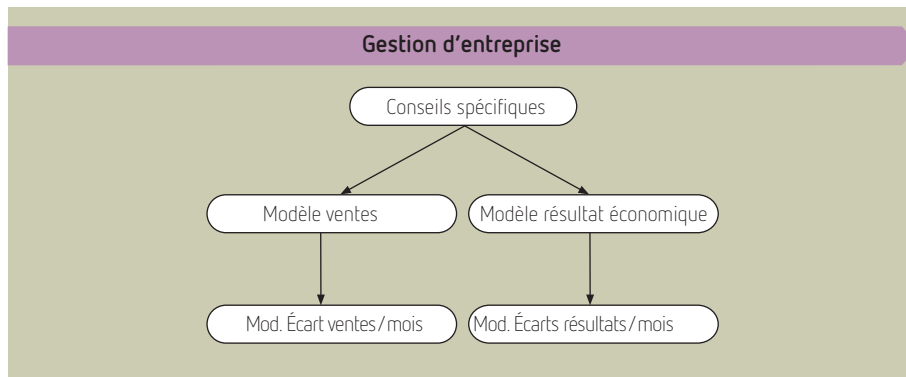 Gestion d'entreprise
Conseils spécifiques
Modèle ventes
Modèle résultat économique
Mod. Écart ventes/mois
Mod. Écarts résultats/mois